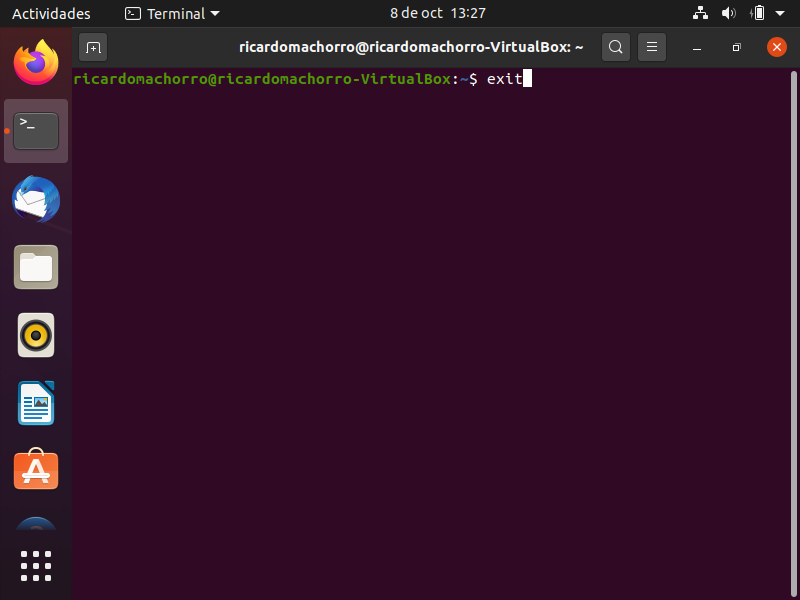 Actividades Terminal 8 de oct 13:27
ricardomachorro@ricardomachorro-VirtualBox: ~
ricardomachorro@ricardomachorro-VirtualBox:~$ exit